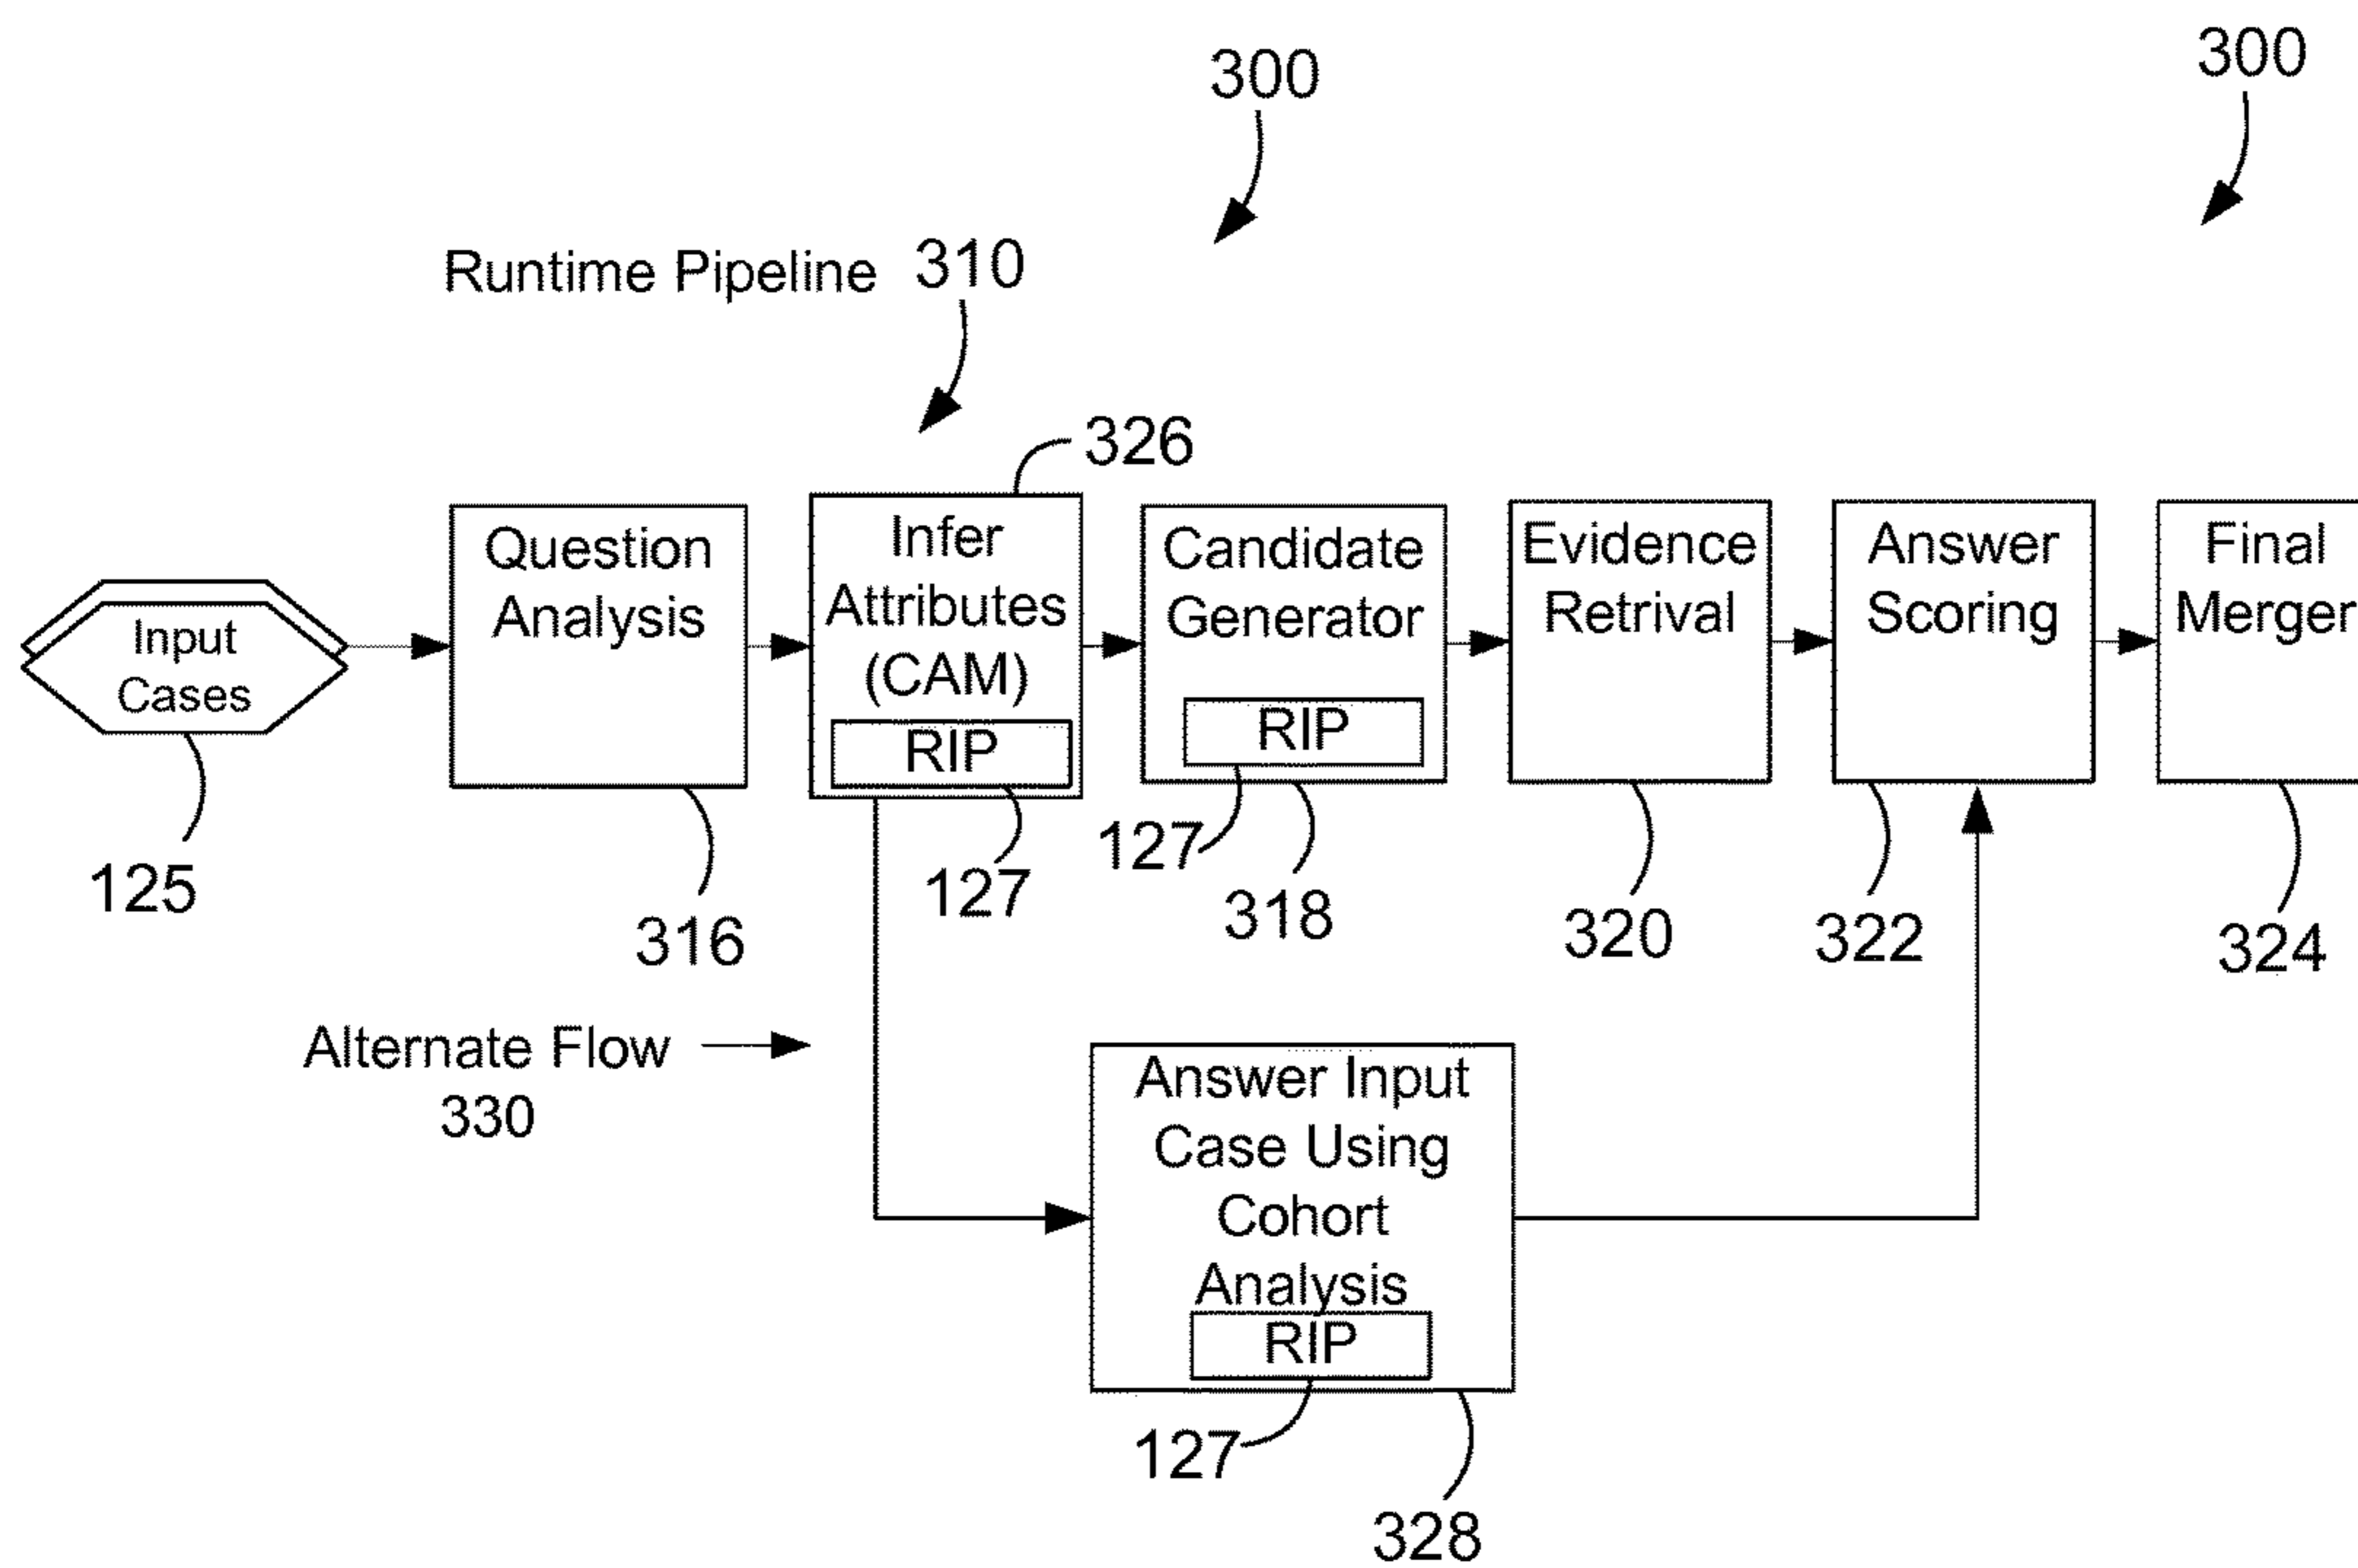 300
300
Runtime Pipeline 310
326
Input
Cases
125
Question
Analysis
316
Infer
Attributes
(CAM)
RIP
127
Candidate
Generator
RIP
127
318
Evidence
Retrival
320
Answer
Scoring
322
Final
Merger
324
Alternate Flow
330
Answer Input
Case Using
Cohort
Analysis
RIP
127
328